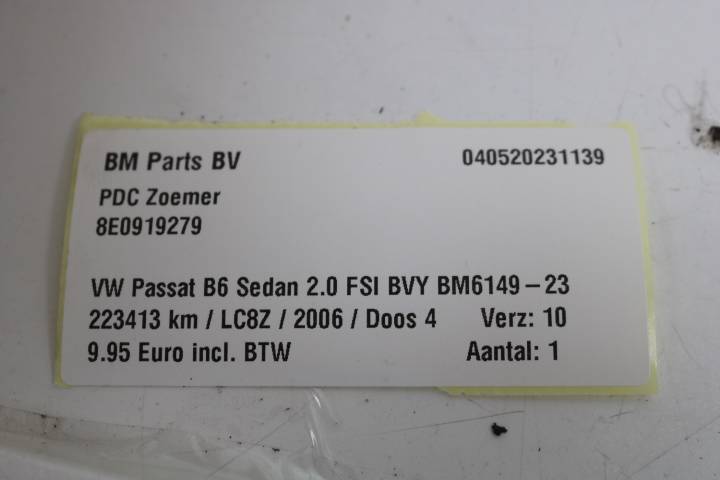 BM Parts BV 040520231139
PDC Zoemer
8E0919279
VW Passat B6 Sedan 2.0 FSI BVY BM6149-23
223413 km / LC8Z / 2006 / Doos 4 Verz: 10
9.95 Euro incl. BTW Aantal: 1